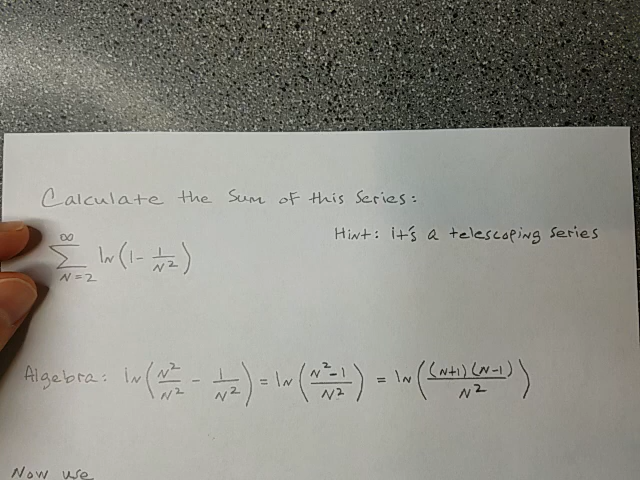 Calculate the sum of this series:
Hint: it's a telescoping series
∞
∑ ln(1 - 1/N²)
N=2
Algebra: ln(N²/N² - 1/N²) = ln((N²-1)/N²) = ln((N+1)(N-1)/N²)
Now use